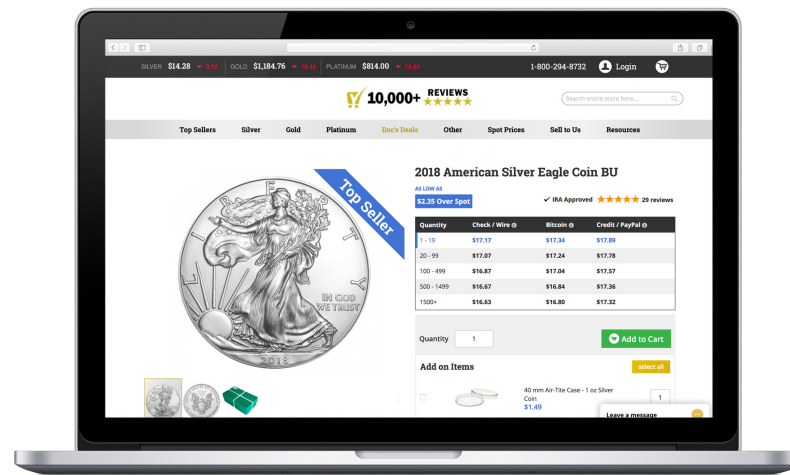 SILVER $14.28 GOLD $1,184.76 PLATINUM $814.00 1-800-294-8732 Login
10,000+ REVIEWS
Search entire store here...
Top Sellers Silver Gold Platinum Doc's Deals Other Spot Prices Sell to Us Resources
2018 American Silver Eagle Coin BU
AS LOW AS
$2.35 Over Spot
✓ IRA Approved ★★★★★ 29 reviews
Quantity Check / Wire Bitcoin Credit / PayPal
1 - 19 $17.17 $17.34 $17.89
20 - 99 $17.07 $17.24 $17.78
100 - 499 $16.87 $17.04 $17.57
500 - 1499 $16.67 $16.84 $17.36
1500+ $16.63 $16.80 $17.32
Quantity 1 Add to Cart
Add on Items select all
40 mm Air-Tite Case - 1 oz Silver
Coin
$1.49
1
Leave a message
Top Seller
LIBERTY
IN GOD
WE TRUST
2018